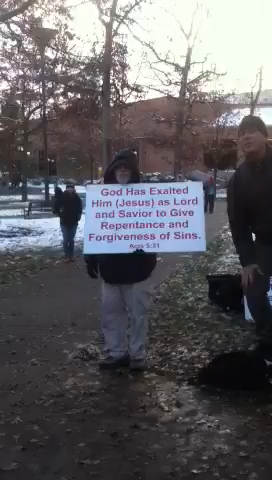 God Has Exalted
Him (Jesus) as Lord
and Savior to Give
Repentance and
Forgiveness of Sins.
Acts 5:31